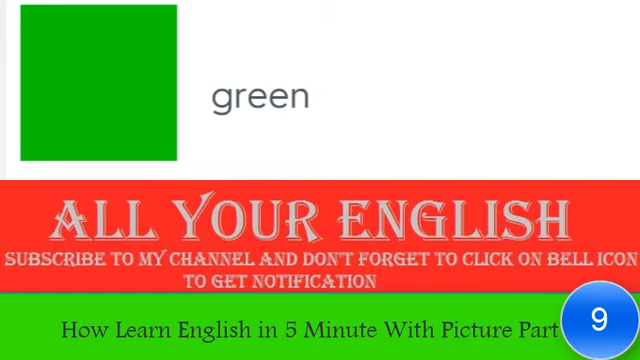 green
ALL YOUR ENGLISH
SUBSCRIBE TO MY CHANNEL AND DON'T FORGET TO CLICK ON BELL ICON
TO GET NOTIFICATION
How Learn English in 5 Minute With Picture Part 9